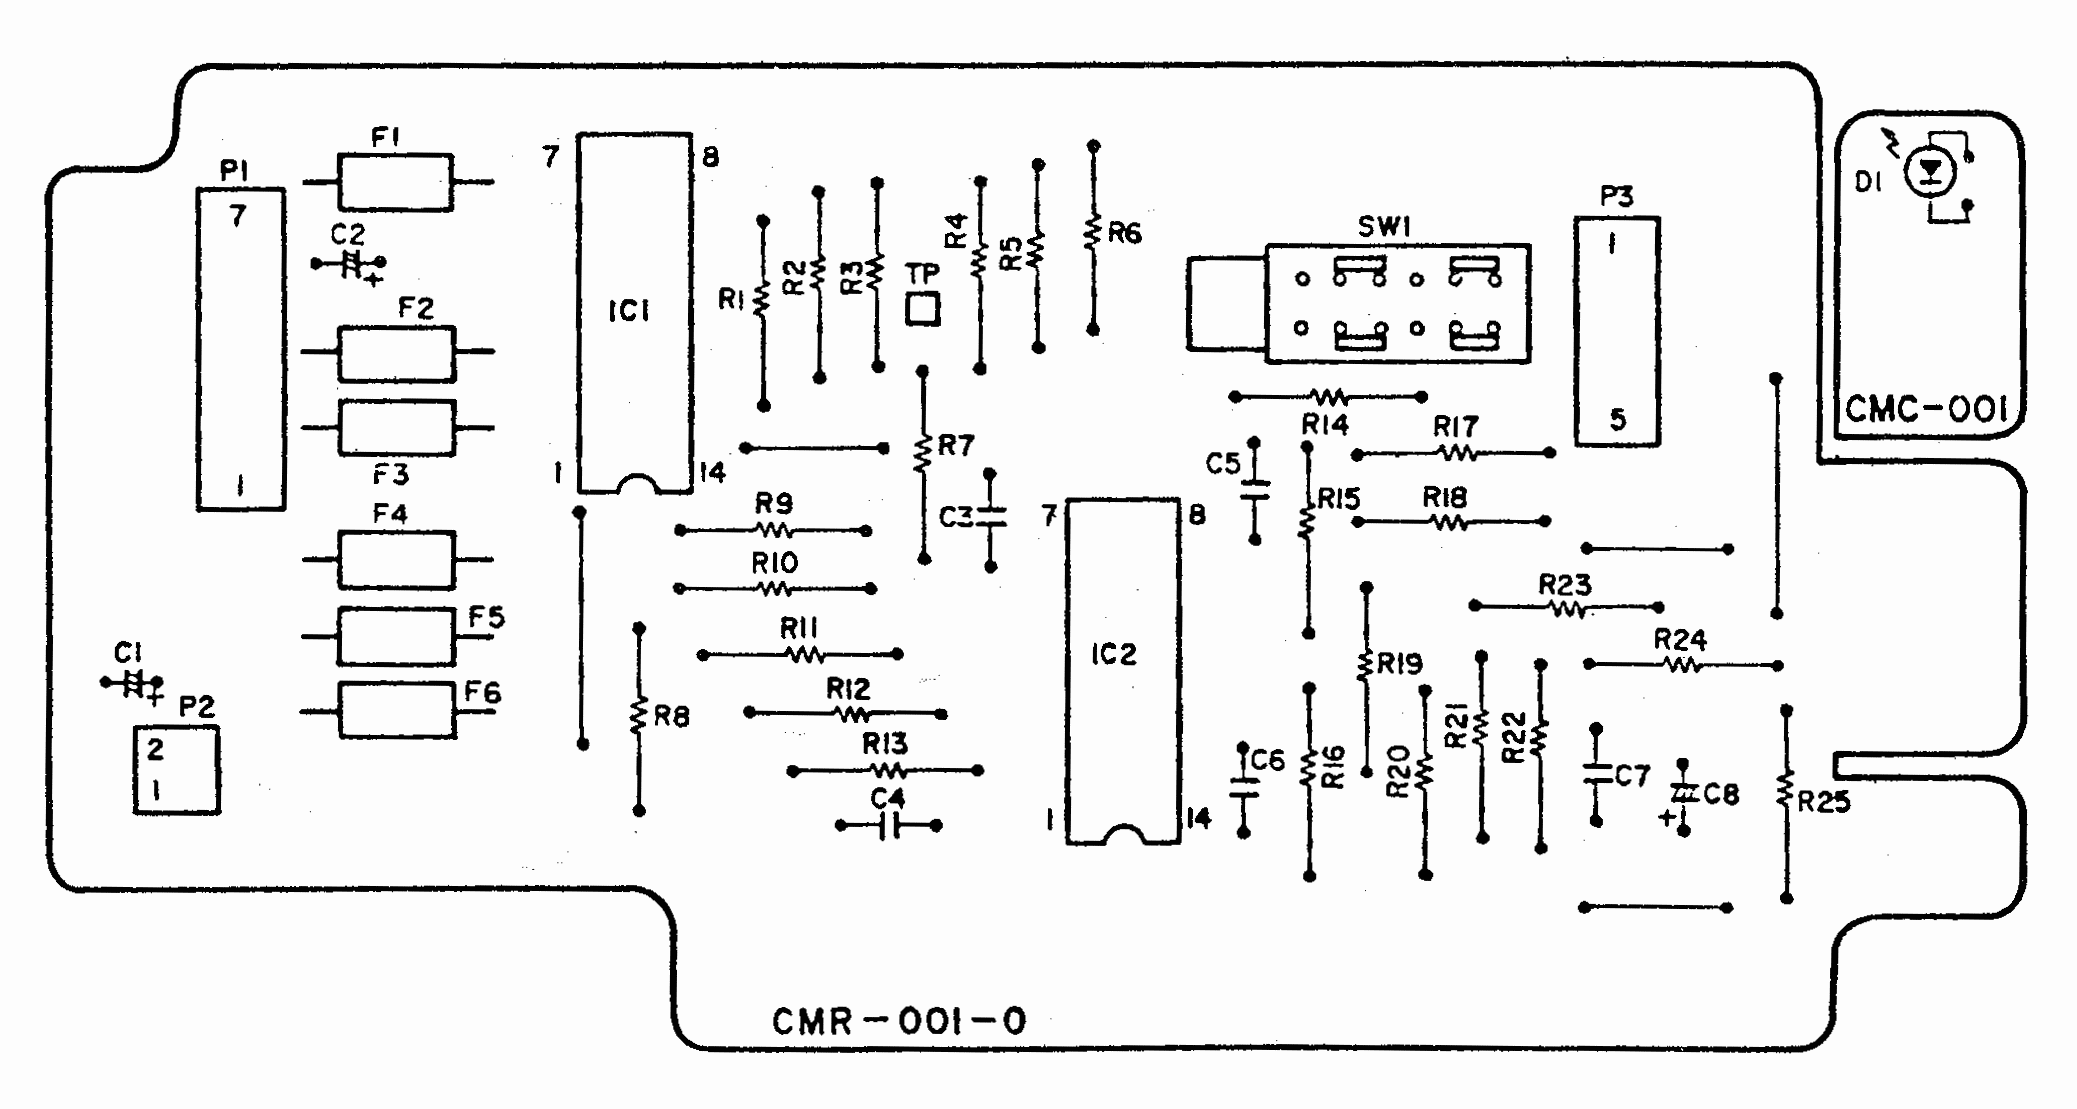 F1
P1
7
C2
+
F2
F3
1
F4
F5
C1
+
F6
P2
2
1
7
8
IC1
1
14
R1
R2
R3
TP
R4
R5
R6
R7
R9
C3
R10
R11
R8
R12
R13
C4
7
8
IC2
1
14
SW1
P3
1
5
R14
R17
C5
R15
R18
R23
R24
R19
R21
R22
C6
R16
R20
C7
C8
+
R25
D1
CMC-001
CMR-001-0